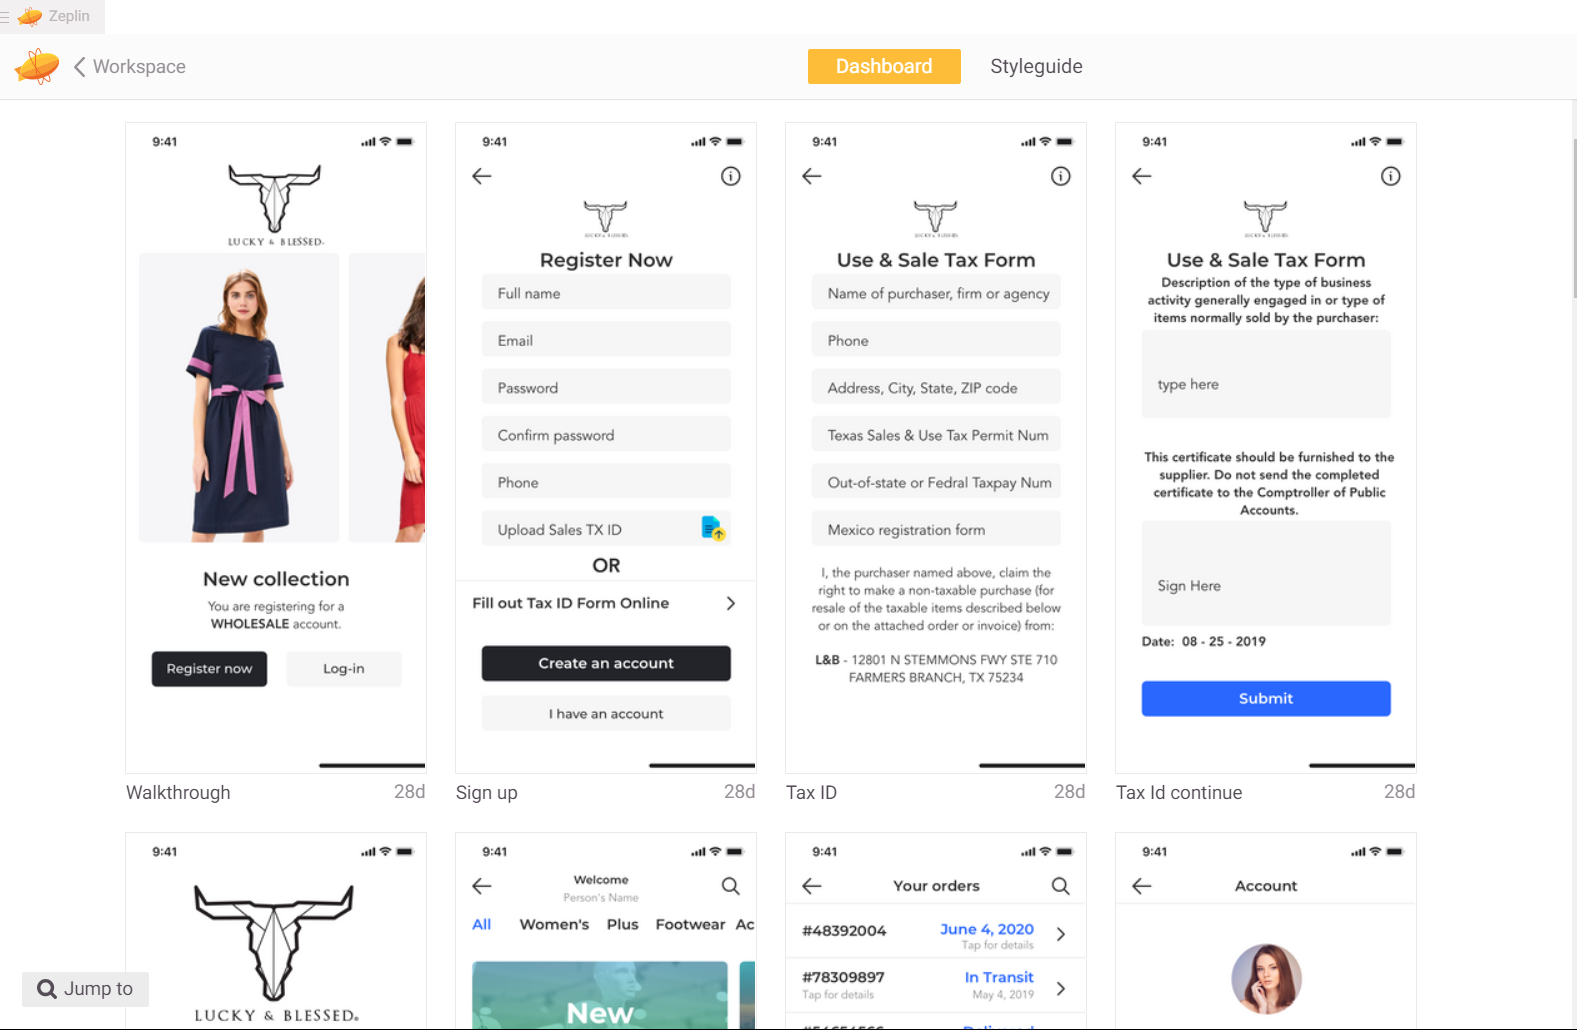 Zeplin
Workspace
Dashboard
Styleguide
9:41
LUCKY & BLESSED.
New collection
You are registering for a
WHOLESALE account.
Register now
Log-in
Walkthrough
28d
9:41
LUCKY & BLESSED
Register Now
Full name
Email
Password
Confirm password
Phone
Upload Sales TX ID
OR
Fill out Tax ID Form Online
Create an account
I have an account
Sign up
28d
9:41
LUCKY & BLESSED
Use & Sale Tax Form
Name of purchaser, firm or agency
Phone
Address, City, State, ZIP code
Texas Sales & Use Tax Permit Num
Out-of-state or Fedral Taxpay Num
Mexico registration form
I, the purchaser named above, claim the
right to make a non-taxable purchase (for
resale of the taxable items described below
or on the attached order or invoice) from:
L&B - 12801 N STEMMONS FWY STE 710
FARMERS BRANCH, TX 75234
Tax ID
28d
9:41
LUCKY & BLESSED
Use & Sale Tax Form
Description of the type of business
activity generally engaged in or type of
items normally sold by the purchaser:
type here
This certificate should be furnished to the
supplier. Do not send the completed
certificate to the Comptroller of Public
Accounts.
Sign Here
Date: 08 - 25 - 2019
Submit
Tax Id continue
28d
9:41
LUCKY & BLESSED®
Jump to
9:41
Welcome
Person's Name
All Women's Plus Footwear Ac
New
9:41
Your orders
#48392004
June 4, 2020
Tap for details
#78309897
In Transit
Tap for details
May 4, 2019
Delivered
9:41
Account